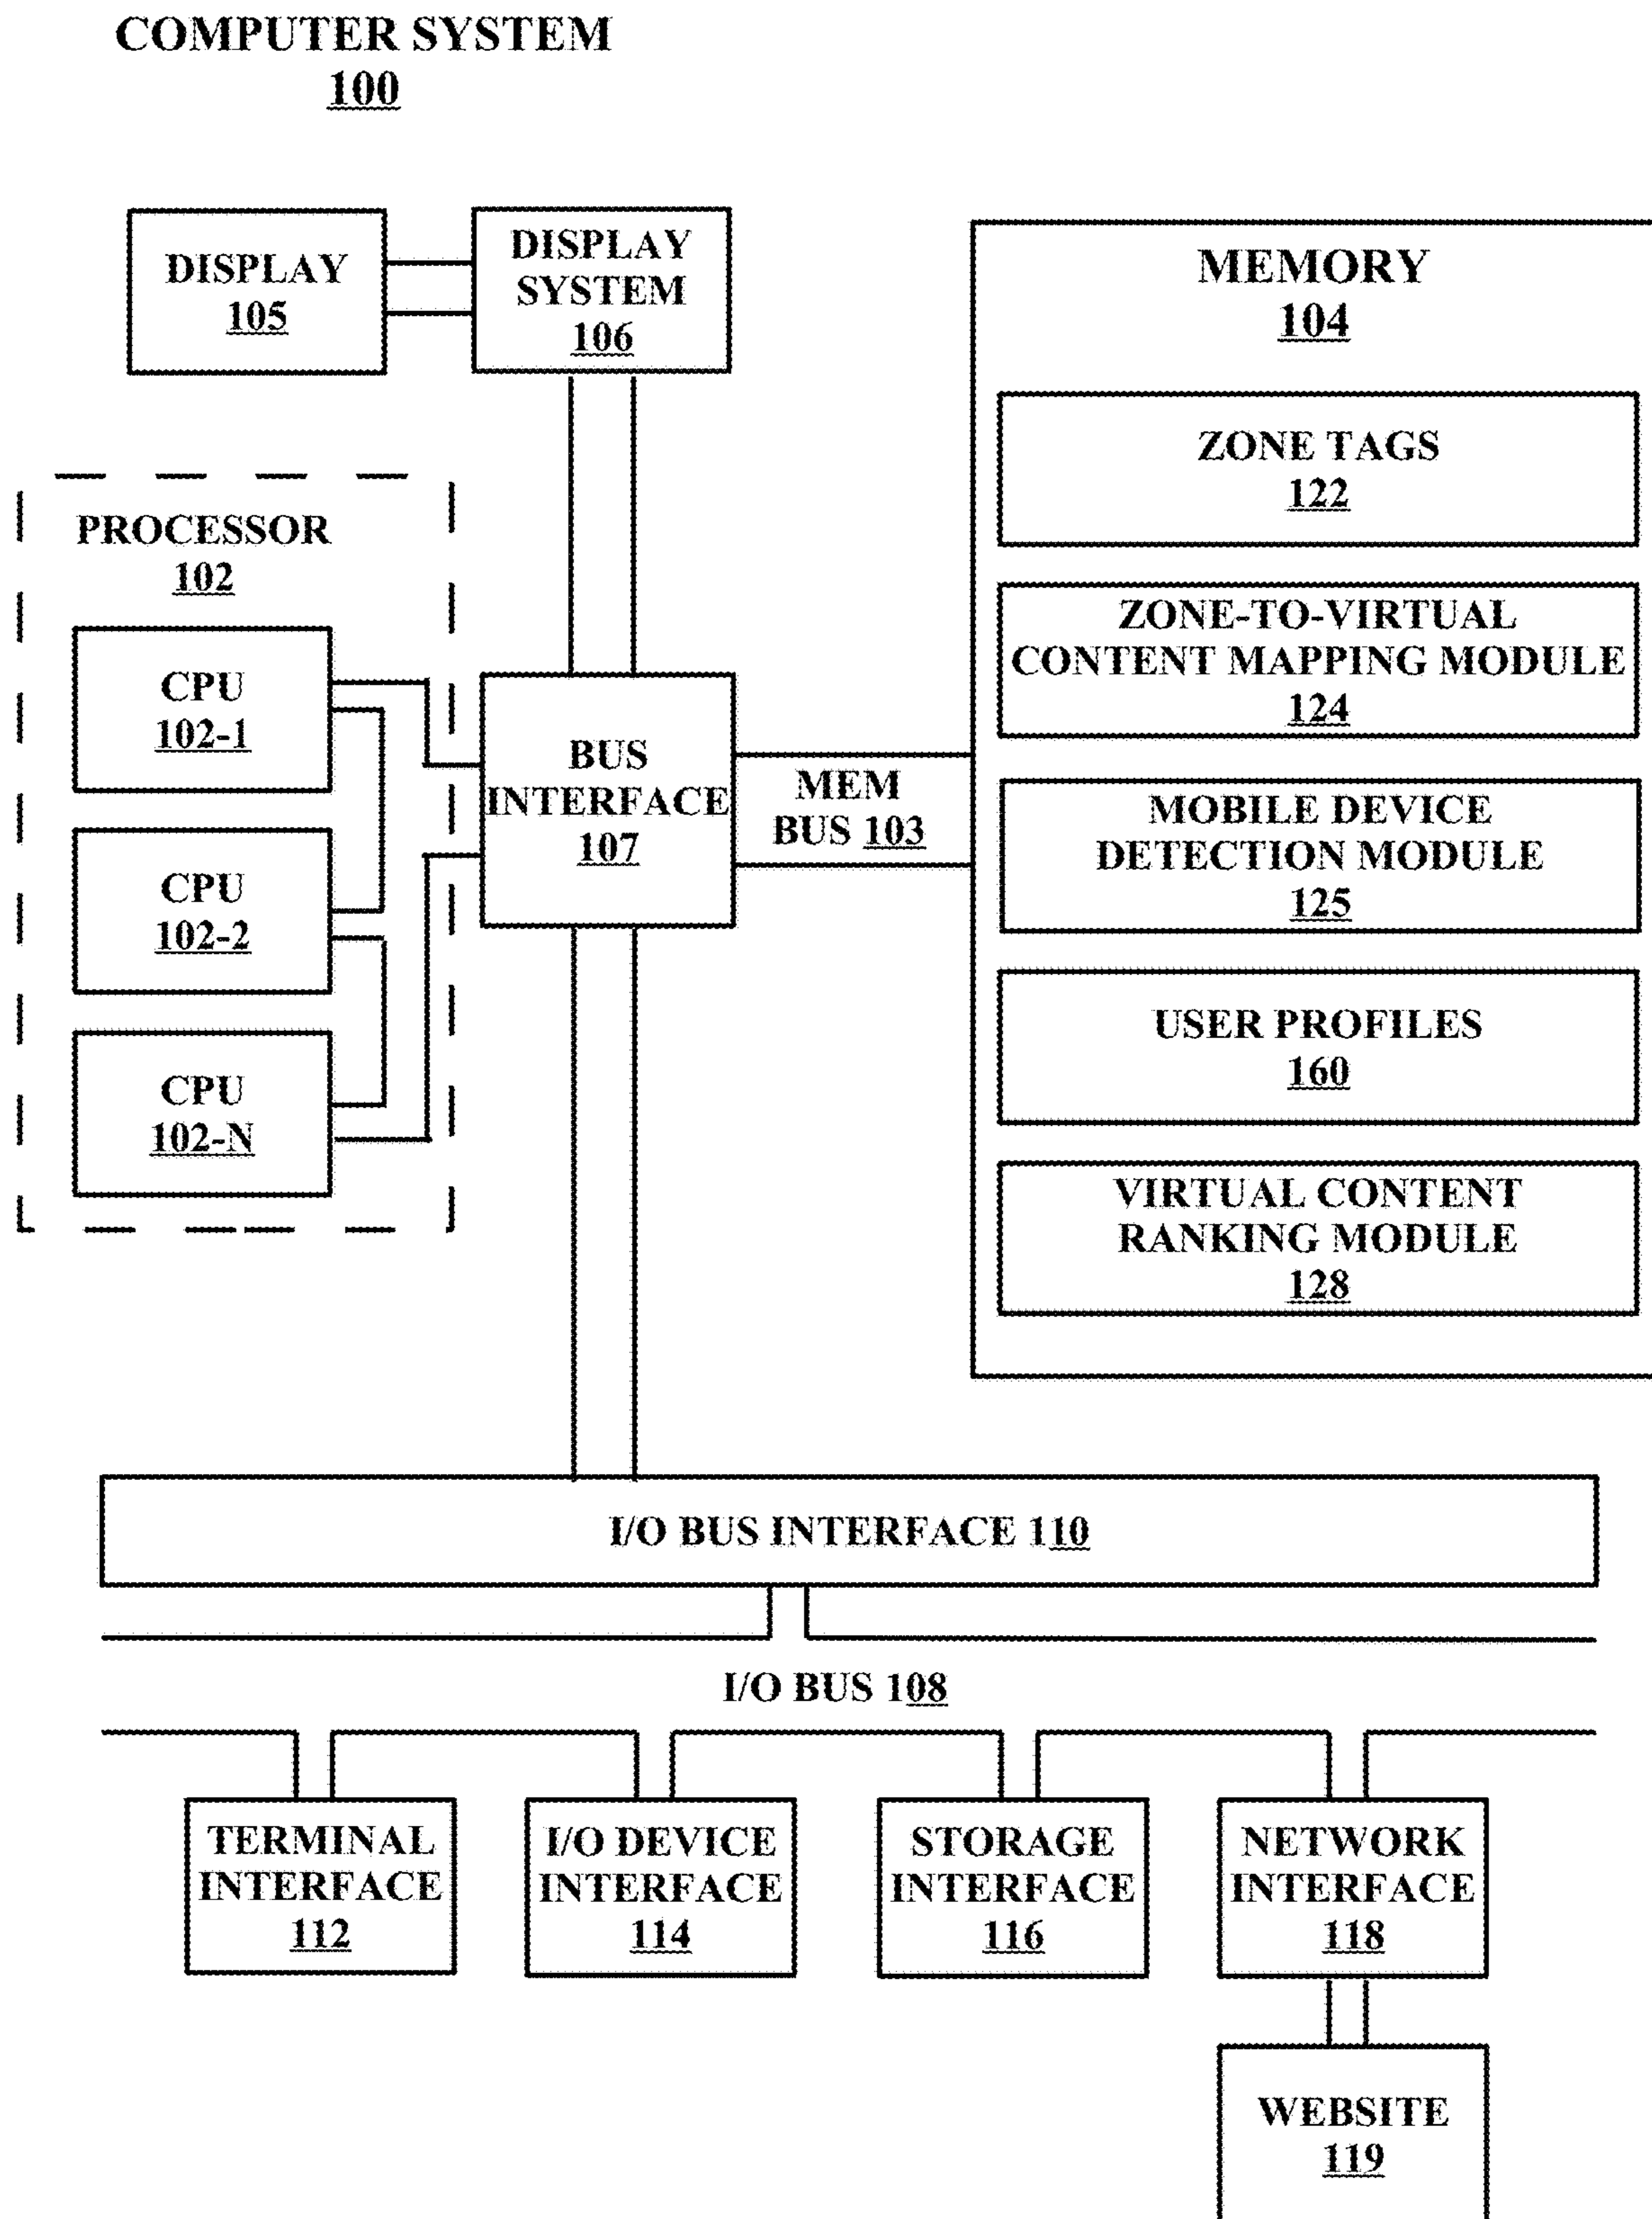 COMPUTER SYSTEM
100
DISPLAY
105
DISPLAY
SYSTEM
106
PROCESSOR
102
CPU
102-1
CPU
102-2
CPU
102-N
BUS
INTERFACE
107
MEM
BUS 103
MEMORY
104
ZONE TAGS
122
ZONE-TO-VIRTUAL
CONTENT MAPPING MODULE
124
MOBILE DEVICE
DETECTION MODULE
125
USER PROFILES
160
VIRTUAL CONTENT
RANKING MODULE
128
I/O BUS INTERFACE 110
I/O BUS 108
TERMINAL
INTERFACE
112
I/O DEVICE
INTERFACE
114
STORAGE
INTERFACE
116
NETWORK
INTERFACE
118
WEBSITE
119